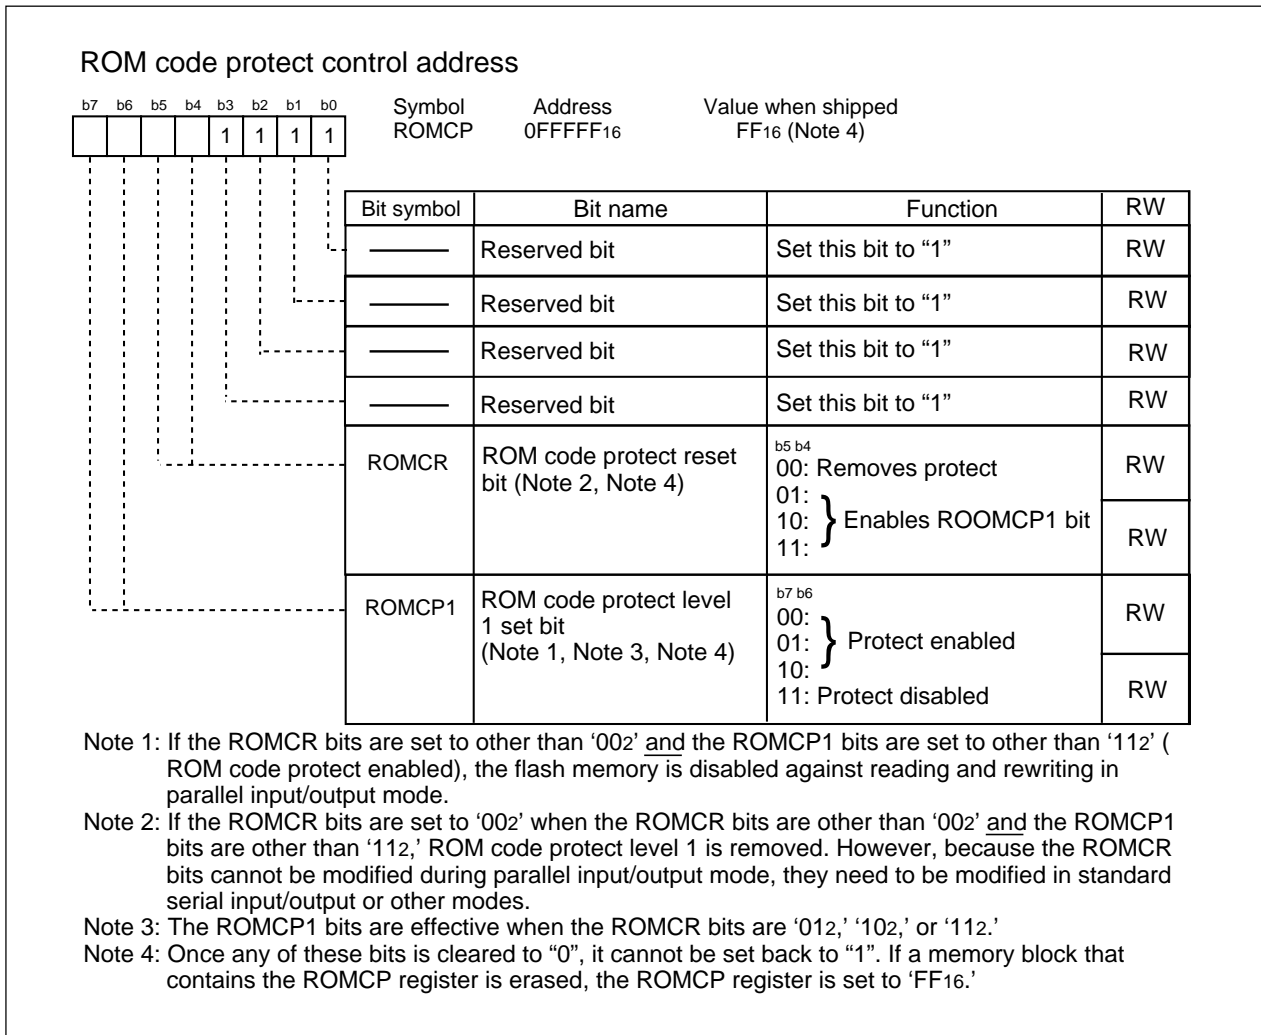 ROM code protect control address
b7 b6 b5 b4 b3 b2 b1 b0
Symbol Address Value when shipped
1 1 1 1
ROMCP 0FFFFF16 FF16 (Note 4)
Bit symbol Bit name Function RW
Reserved bit Set this bit to “1” RW
Reserved bit Set this bit to “1” RW
Reserved bit Set this bit to “1” RW
Reserved bit Set this bit to “1” RW
ROMCR ROM code protect reset
bit (Note 2, Note 4)
b5 b4
00: Removes protect
01:
10: } Enables ROOMCP1 bit
11:
RW
RW
ROMCP1 ROM code protect level
1 set bit
(Note 1, Note 3, Note 4)
b7 b6
00:
01: } Protect enabled
10:
11: Protect disabled
RW
RW
Note 1: If the ROMCR bits are set to other than ‘002’ and the ROMCP1 bits are set to other than ‘112’ (
ROM code protect enabled), the flash memory is disabled against reading and rewriting in
parallel input/output mode.
Note 2: If the ROMCR bits are set to ‘002’ when the ROMCR bits are other than ‘002’ and the ROMCP1
bits are other than ‘112,’ ROM code protect level 1 is removed. However, because the ROMCR
bits cannot be modified during parallel input/output mode, they need to be modified in standard
serial input/output or other modes.
Note 3: The ROMCP1 bits are effective when the ROMCR bits are ‘012,’ ‘102,’ or ‘112.’
Note 4: Once any of these bits is cleared to “0”, it cannot be set back to “1”. If a memory block that
contains the ROMCP register is erased, the ROMCP register is set to ‘FF16.’